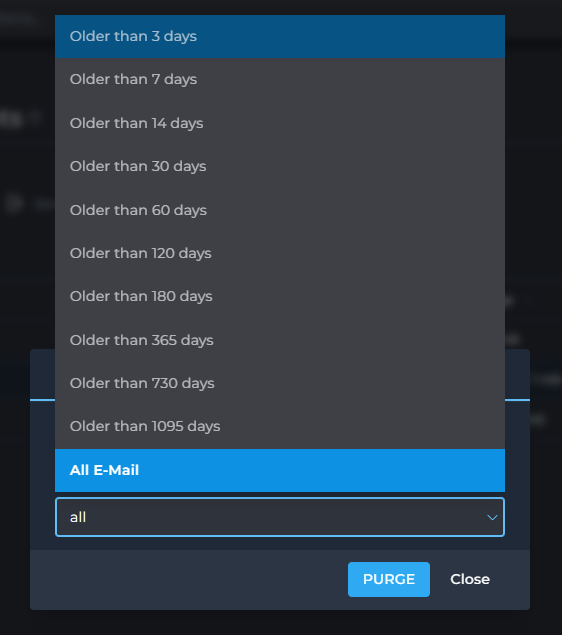 Older than 3 days
Older than 7 days
Older than 14 days
Older than 30 days
Older than 60 days
Older than 120 days
Older than 180 days
Older than 365 days
Older than 730 days
Older than 1095 days
All E-Mail
all
PURGE Close